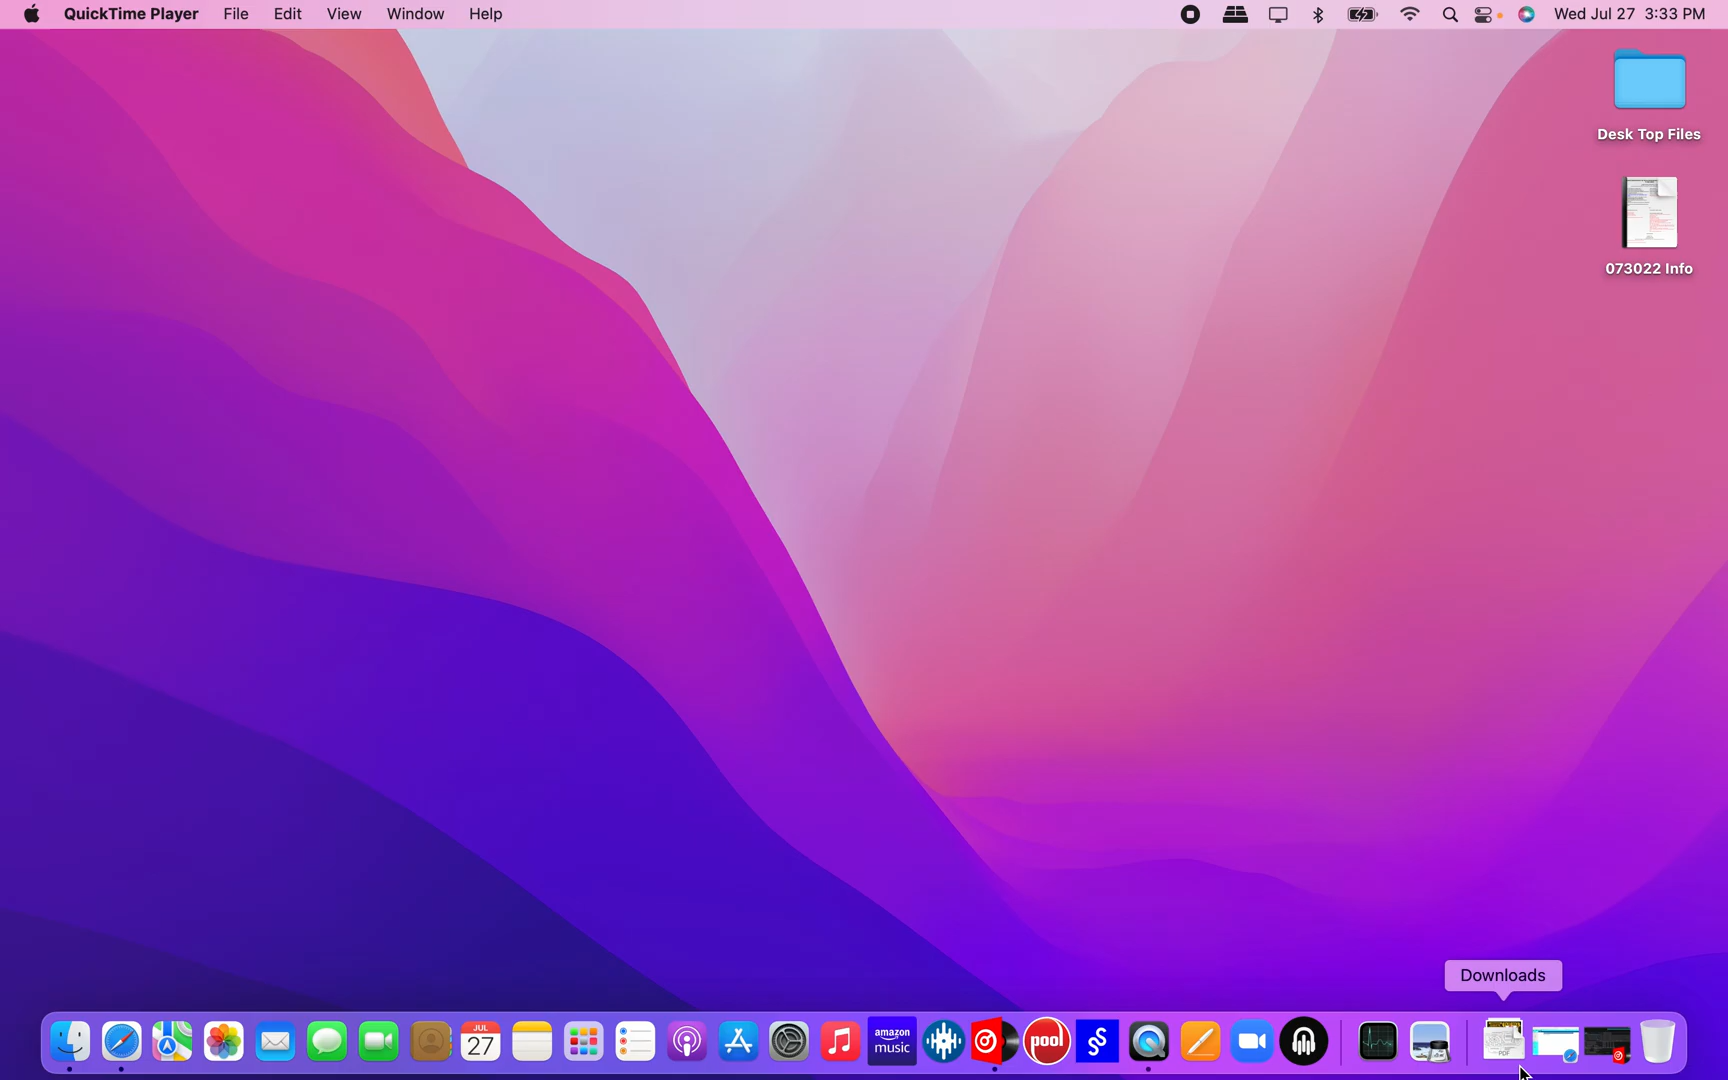 QuickTime Player File Edit View Window Help Wed Jul 27 3:33 PM
Desk Top Files
073022 Info
Downloads
JUL
27
amazon
music
pool
PDF